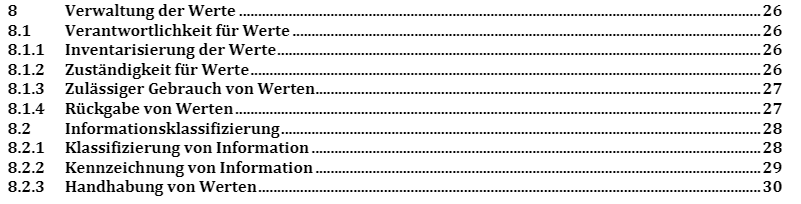 8 Verwaltung der Werte 26
8.1 Verantwortlichkeit für Werte 26
8.1.1 Inventarisierung der Werte 26
8.1.2 Zuständigkeit für Werte 26
8.1.3 Zulässiger Gebrauch von Werten 27
8.1.4 Rückgabe von Werten 27
8.2 Informationsklassifizierung 28
8.2.1 Klassifizierung von Information 28
8.2.2 Kennzeichnung von Information 29
8.2.3 Handhabung von Werten 30